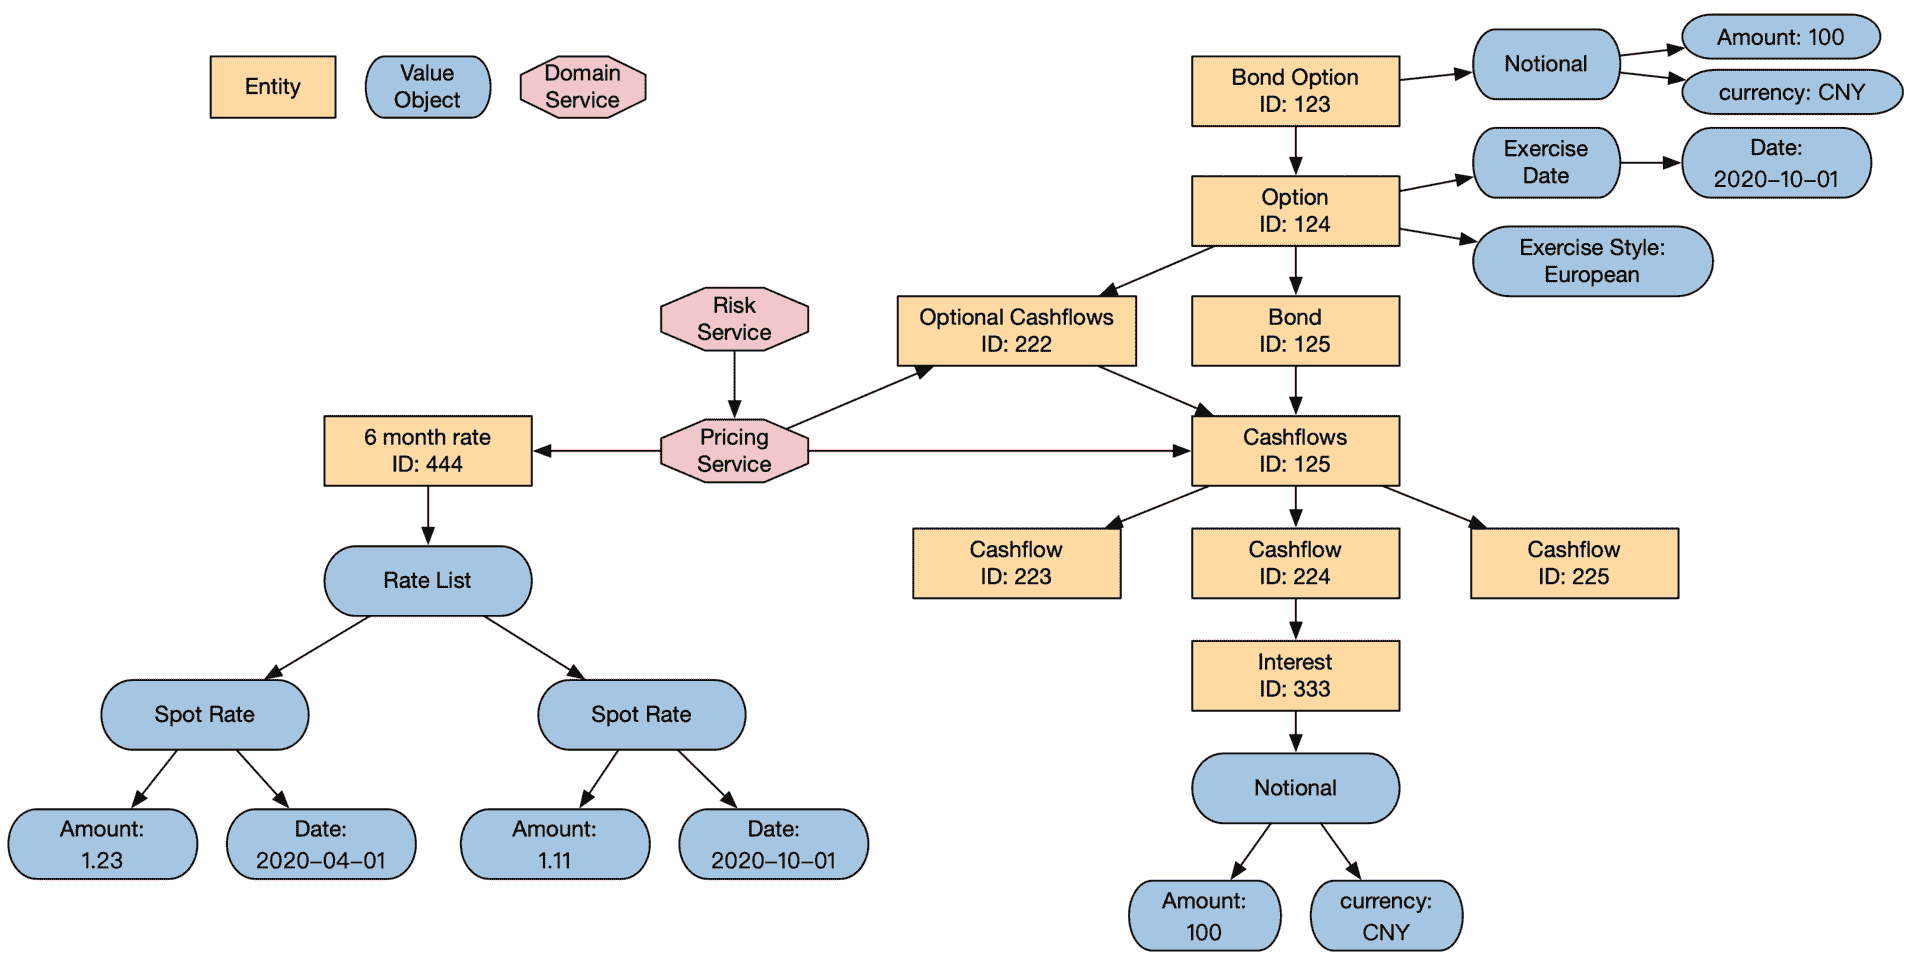 Entity
Value
Object
Domain
Service
Bond Option
ID: 123
Notional
Amount: 100
currency: CNY
Option
ID: 124
Exercise
Date
Date:
2020–10–01
Exercise Style:
European
Risk
Service
Optional Cashflows
ID: 222
Bond
ID: 125
6 month rate
ID: 444
Pricing
Service
Cashflows
ID: 125
Cashflow
ID: 223
Cashflow
ID: 224
Cashflow
ID: 225
Rate List
Interest
ID: 333
Spot Rate
Spot Rate
Notional
Amount:
1.23
Date:
2020–04–01
Amount:
1.11
Date:
2020–10–01
Amount:
100
currency:
CNY